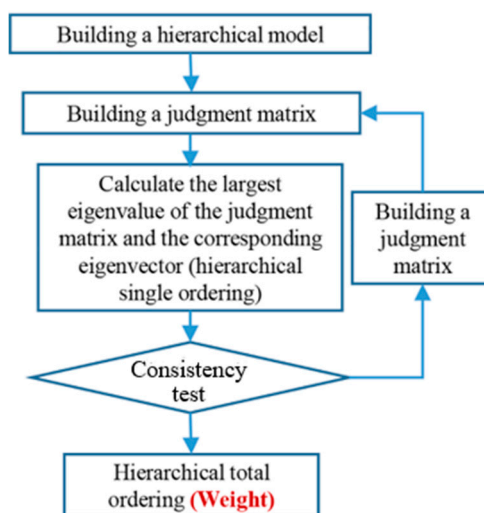 Building a hierarchical model
Building a judgment matrix
Calculate the largest
eigenvalue of the judgment
matrix and the corresponding
eigenvector (hierarchical
single ordering)
Building a
judgment
matrix
Consistency
test
Hierarchical total
ordering (Weight)